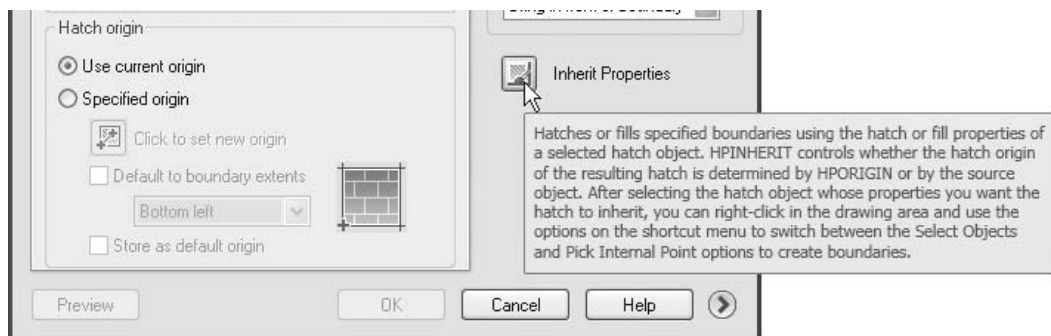 Hatch origin
Use current origin
Specified origin
Click to set new origin
Default to boundary extents
Bottom left
Store as default origin
Inherit Properties
Hatches or fills specified boundaries using the hatch or fill properties of
a selected hatch object. HPINHERIT controls whether the hatch origin
of the resulting hatch is determined by HPORIGIN or by the source
object. After selecting the hatch object whose properties you want the
hatch to inherit, you can right-click in the drawing area and use the
options on the shortcut menu to switch between the Select Objects
and Pick Internal Point options to create boundaries.
Preview
OK
Cancel
Help